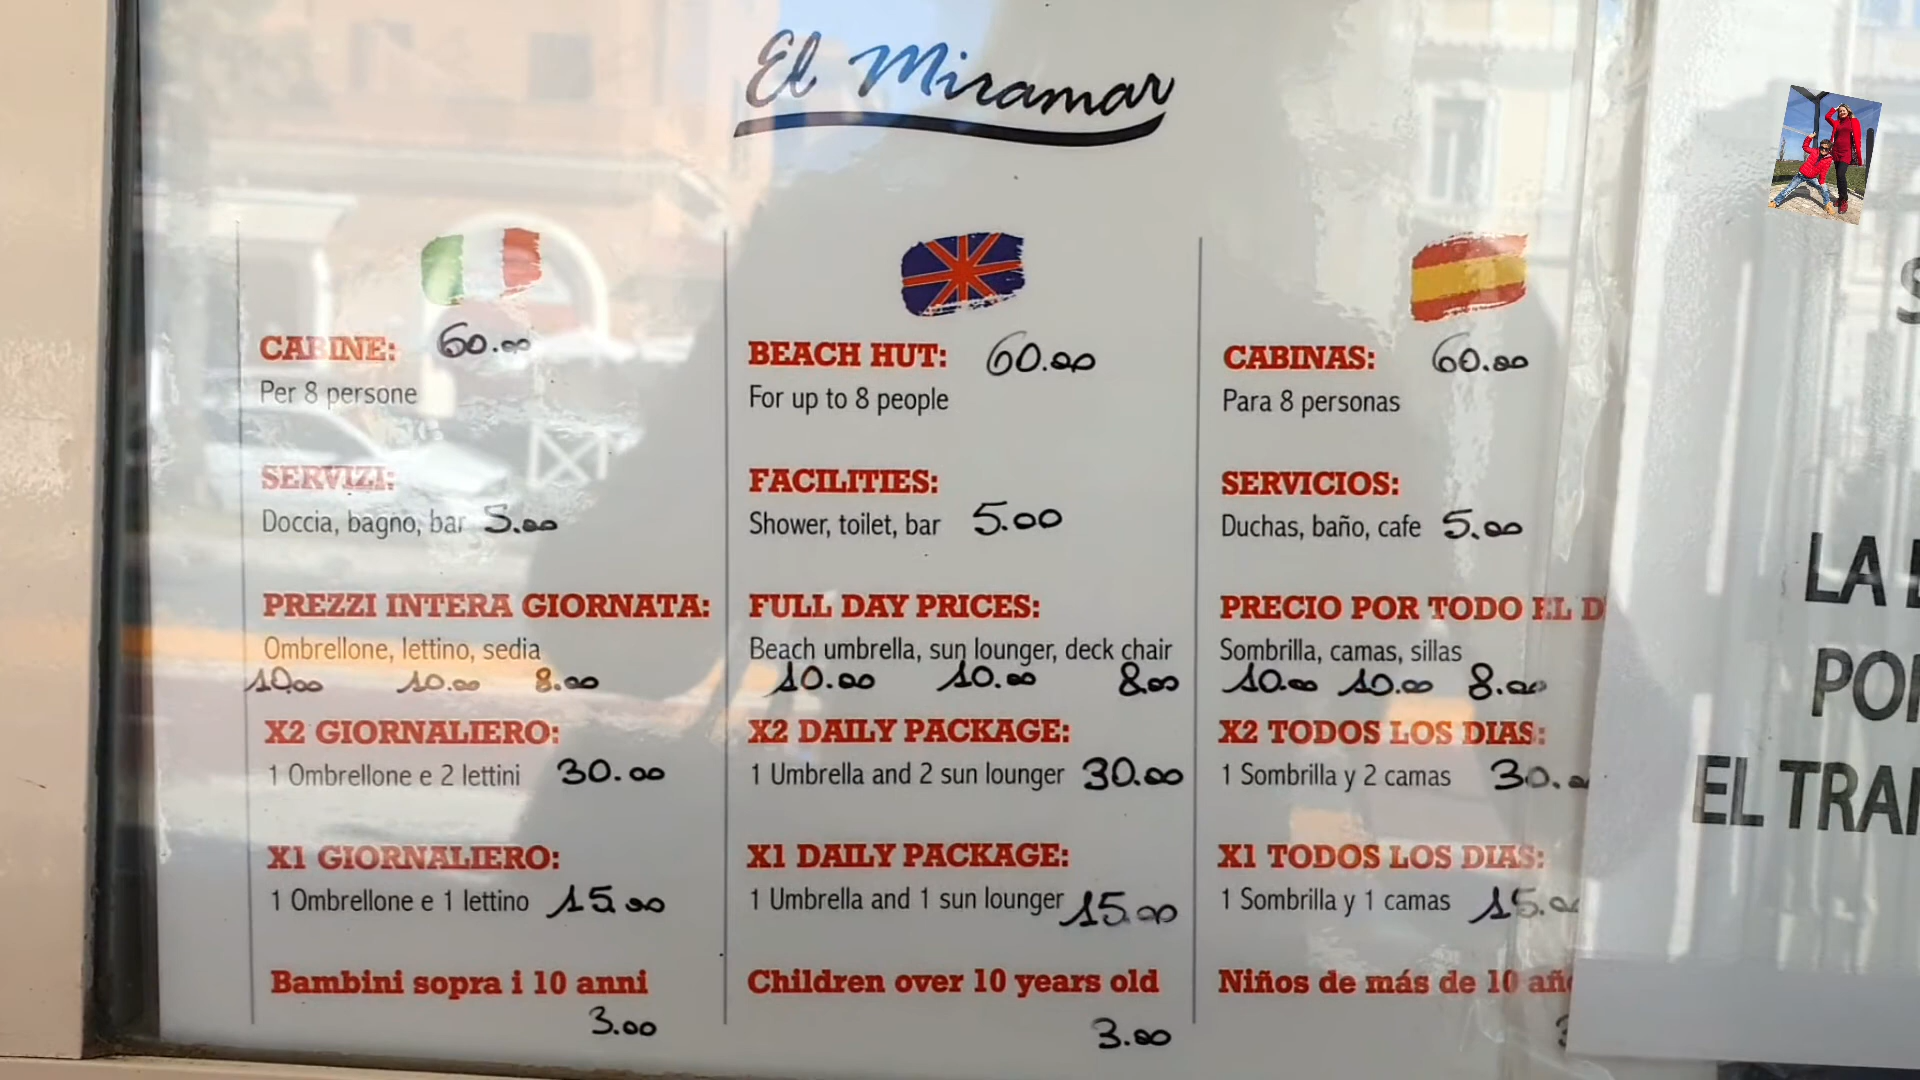 El Miramar
CABINE: 60.00
Per 8 persone
SERVIZI:
Doccia, bagno, bar 5.00
PREZZI INTERA GIORNATA:
Ombrellone, lettino, sedia
10.00 10.00 8.00
X2 GIORNALIERO:
1 Ombrellone e 2 lettini 30.00
X1 GIORNALIERO:
1 Ombrellone e 1 lettino 15.00
Bambini sopra i 10 anni
3.00
BEACH HUT: 60.00
For up to 8 people
FACILITIES:
Shower, toilet, bar 5.00
FULL DAY PRICES:
Beach umbrella, sun lounger, deck chair
10.00 10.00 8.00
X2 DAILY PACKAGE:
1 Umbrella and 2 sun lounger 30.00
X1 DAILY PACKAGE:
1 Umbrella and 1 sun lounger 15.00
Children over 10 years old
3.00
CABINAS: 60.00
Para 8 personas
SERVICIOS:
Duchas, baño, cafe 5.00
PRECIO POR TODO EL D
Sombrilla, camas, sillas
10.00 10.00 8.00
X2 TODOS LOS DIAS:
1 Sombrilla y 2 camas 30.
X1 TODOS LOS DIAS:
1 Sombrilla y 1 camas 15.
Niños de más de 10
LA
EL